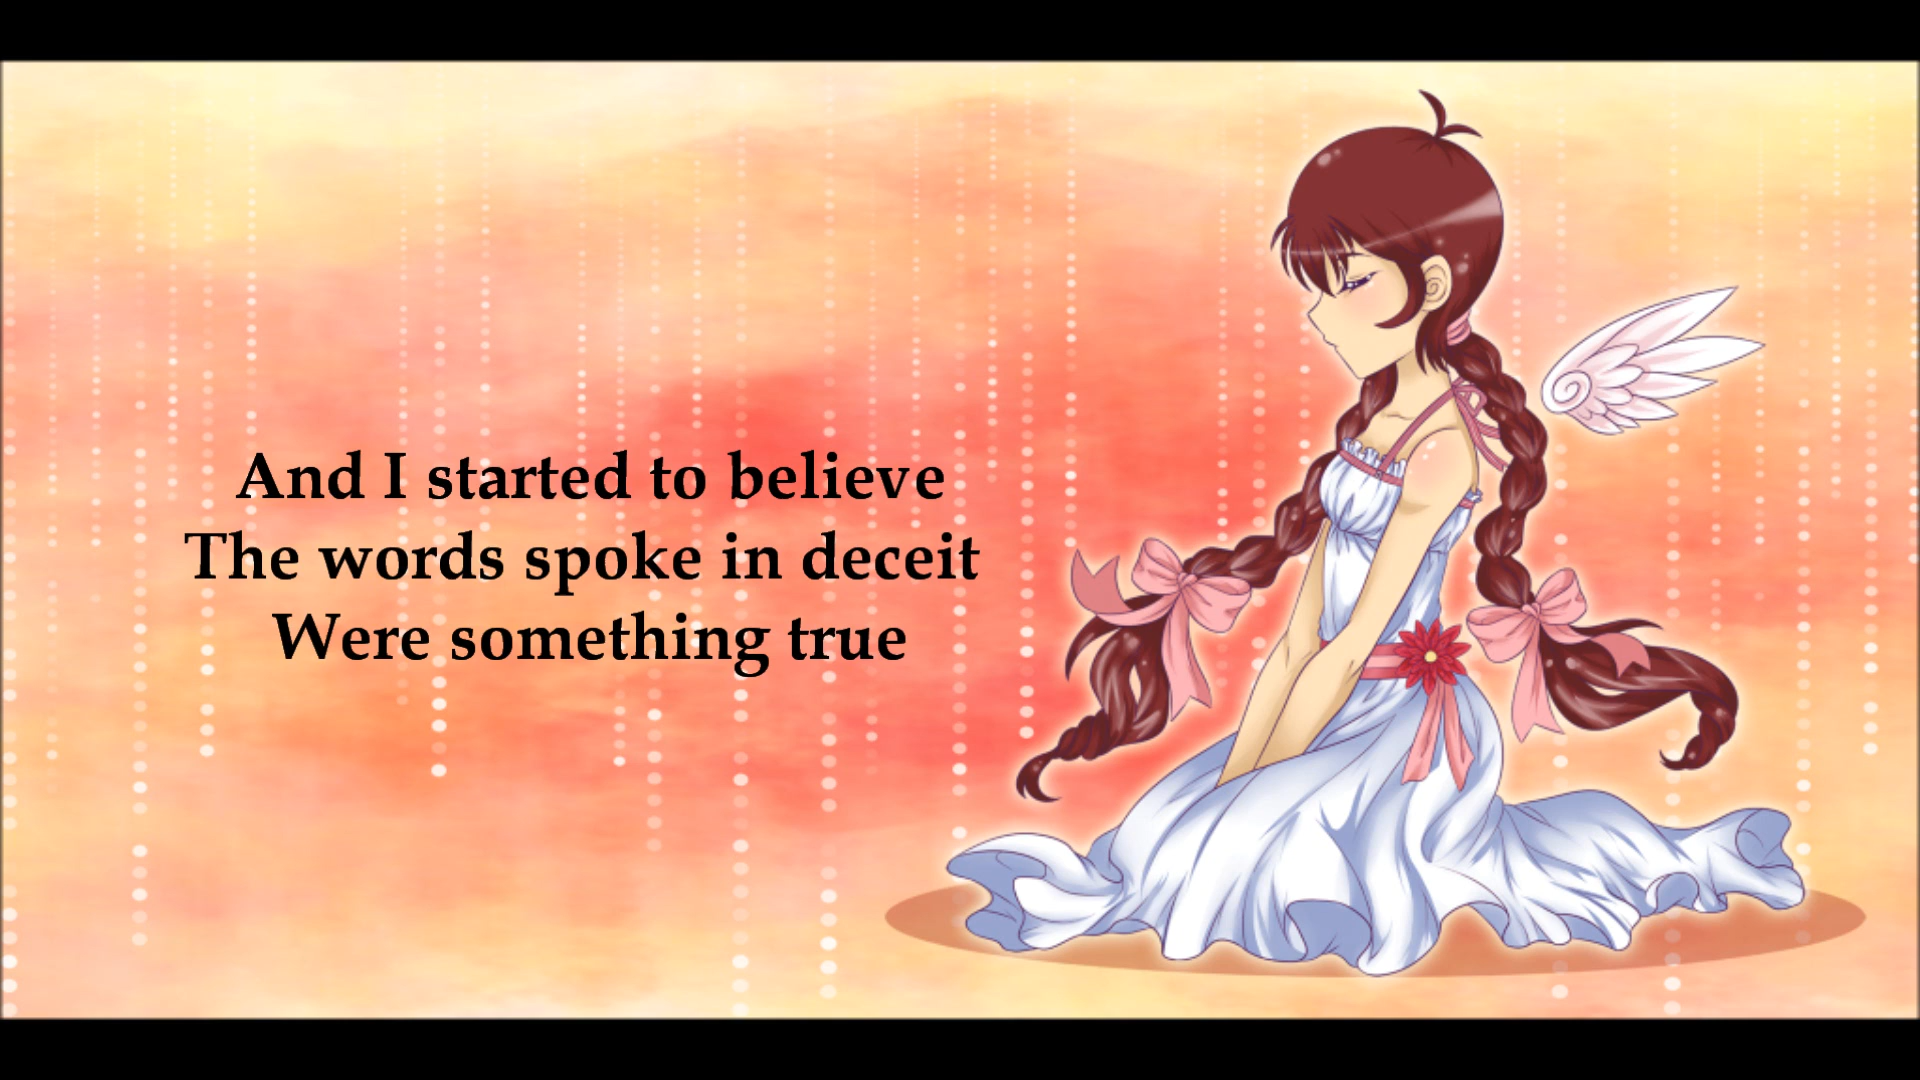 And I started to believe
The words spoke in deceit
Were something true